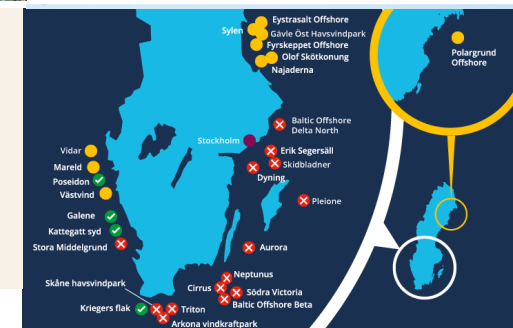 Eystrasalt Offshore
Sylen
Gävle Öst Havsvindpark
Fyrskeppet Offshore
Olof Skötkonung
Najaderna
Polargrund
Offshore
Baltic Offshore
Delta North
Stockholm
Erik Segersäll
Skidbladner
Dyning
Vidar
Mareld
Poseidon
Västvind
Pleione
Galene
Kattegatt syd
Stora Middelgrund
Aurora
Neptunus
Cirrus
Södra Victoria
Baltic Offshore Beta
Skåne havsvindpark
Kriegers flak
Triton
Arkona vindkraftpark